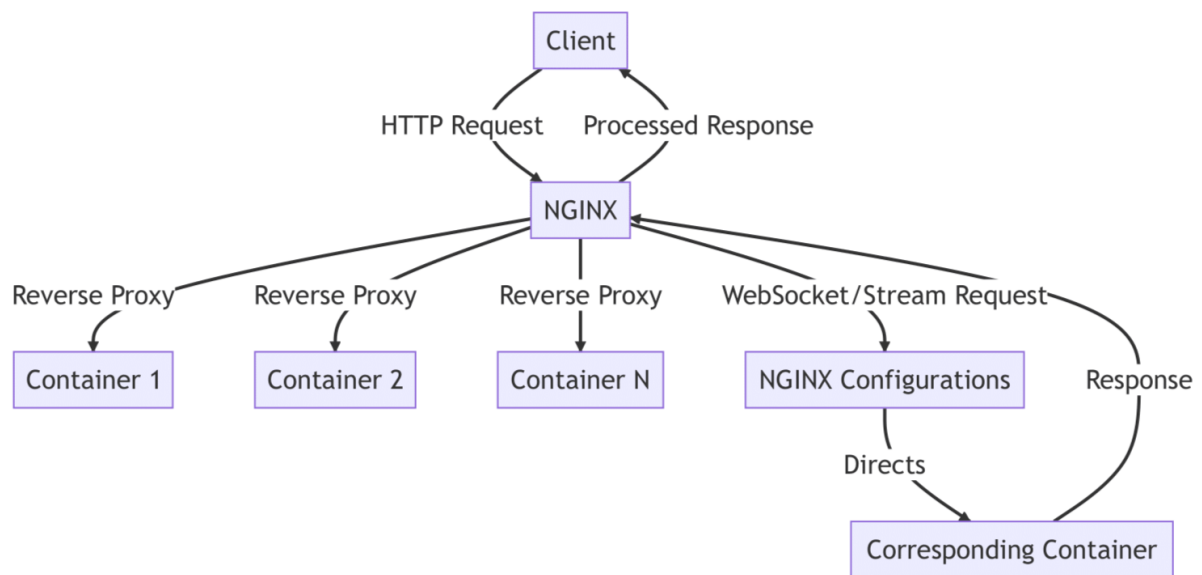 Client
HTTP Request Processed Response
NGINX
Reverse Proxy Reverse Proxy Reverse Proxy WebSocket/Stream Request
Container 1 Container 2 Container N NGINX Configurations Response
Directs
Corresponding Container